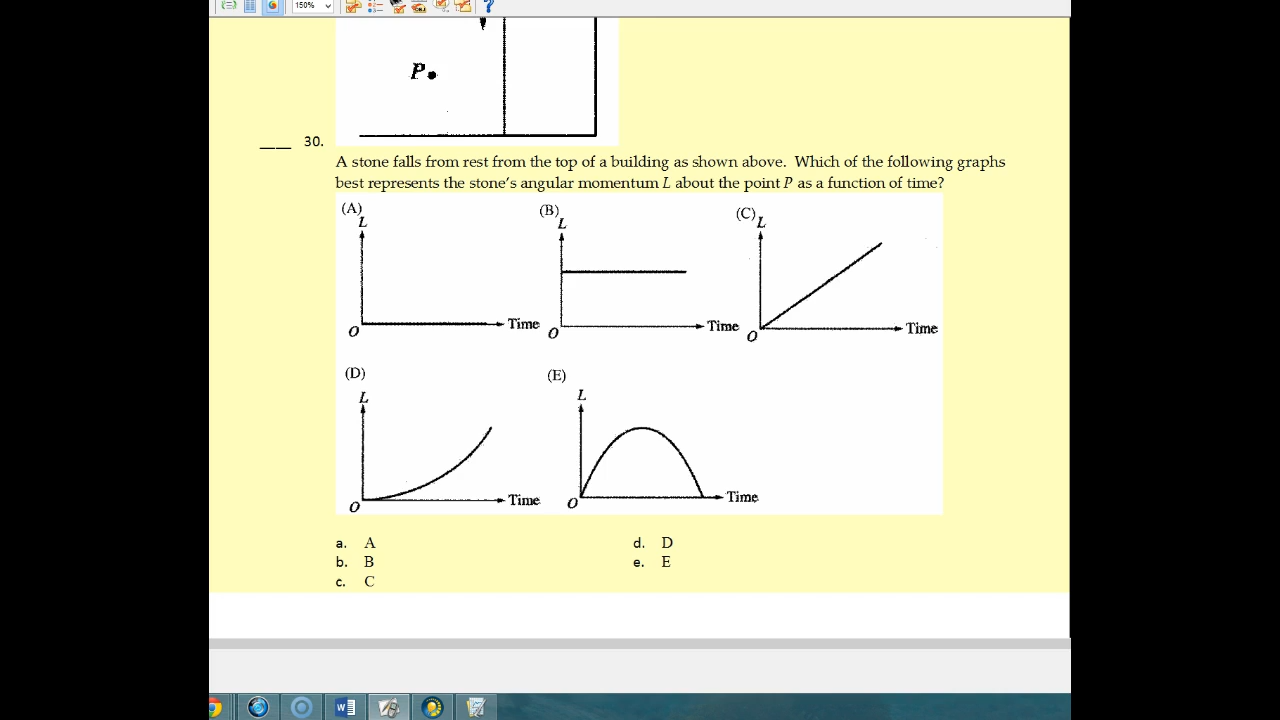 150%
P
___ 30.
A stone falls from rest from the top of a building as shown above. Which of the following graphs
best represents the stone's angular momentum L about the point P as a function of time?
(A) (B) (C)
L L L
O Time O Time O Time
(D) (E)
L L
O Time O Time
a. A d. D
b. B e. E
c. C